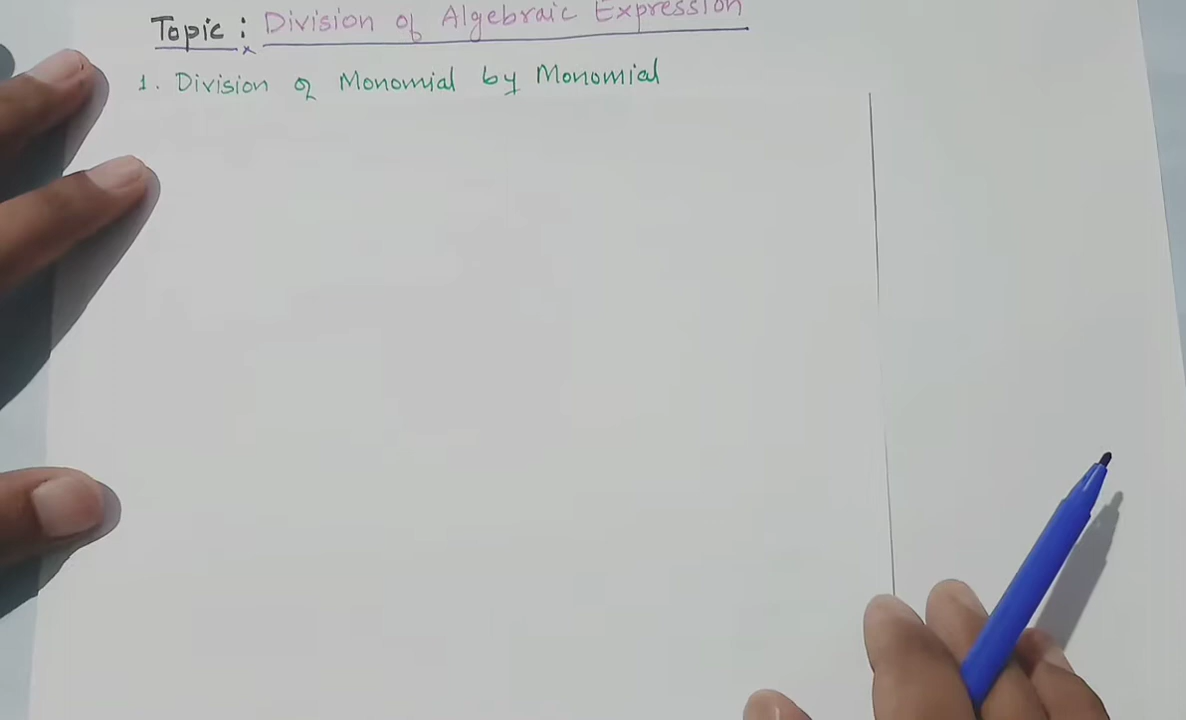 Topic: Division of Algebraic Expression
1. Division of Monomial by Monomial